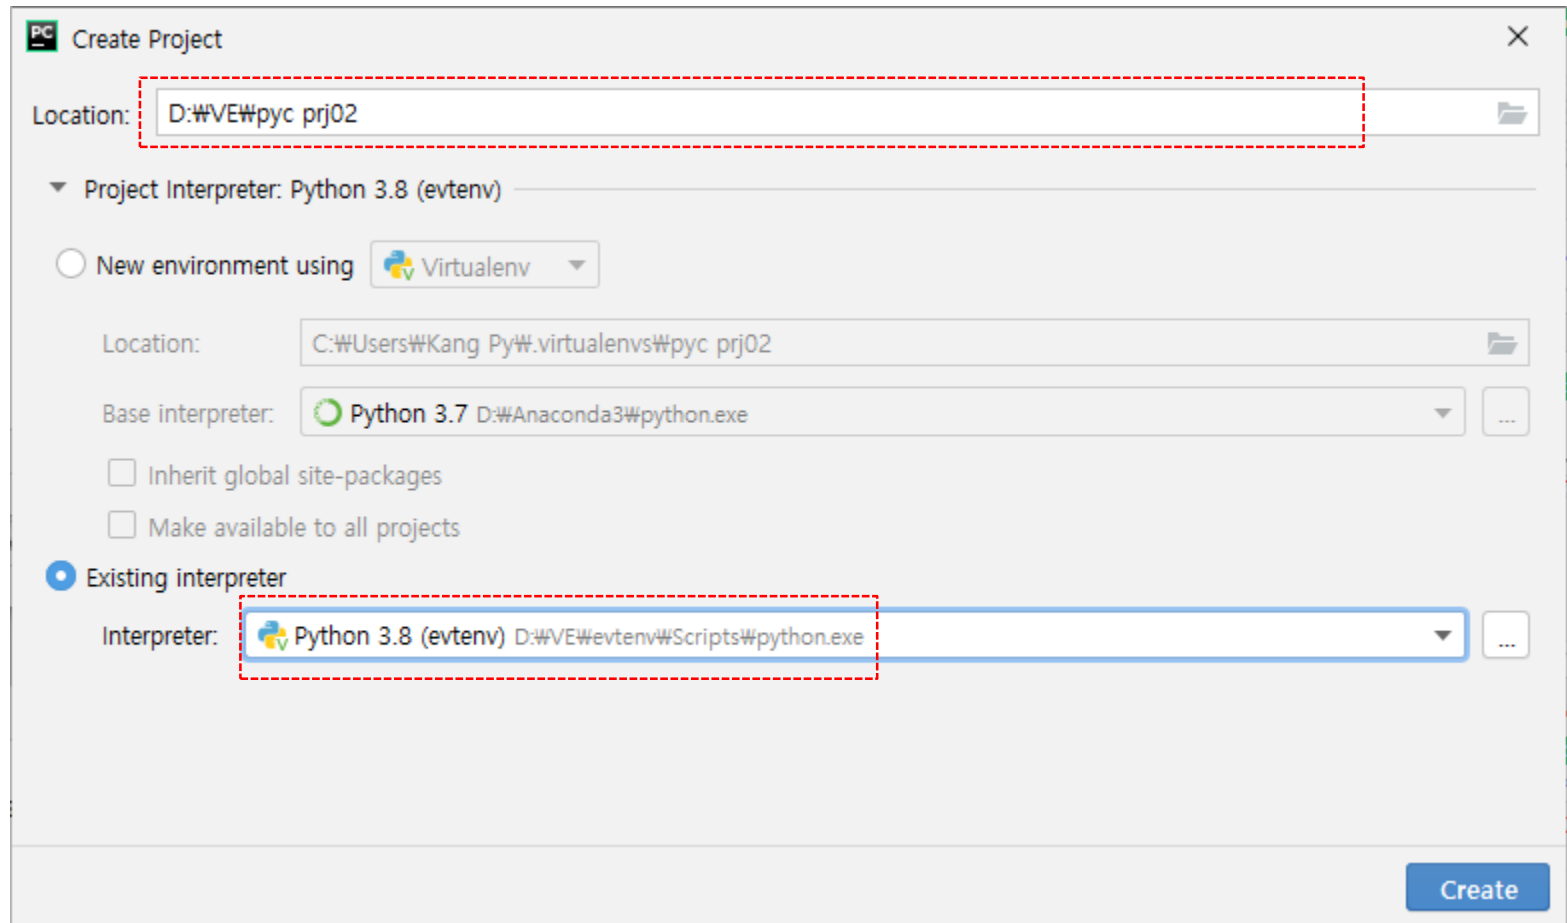 PC Create Project
Location: D:₩VE₩pyc prj02
Project Interpreter: Python 3.8 (evtenv)
New environment using Virtualenv
Location: C:₩Users₩Kang Py₩.virtualenvs₩pyc prj02
Base interpreter: Python 3.7 D:₩Anaconda3₩python.exe ...
Inherit global site-packages
Make available to all projects
Existing interpreter
Interpreter: Python 3.8 (evtenv) D:₩VE₩evtenv₩Scripts₩python.exe ...
Create